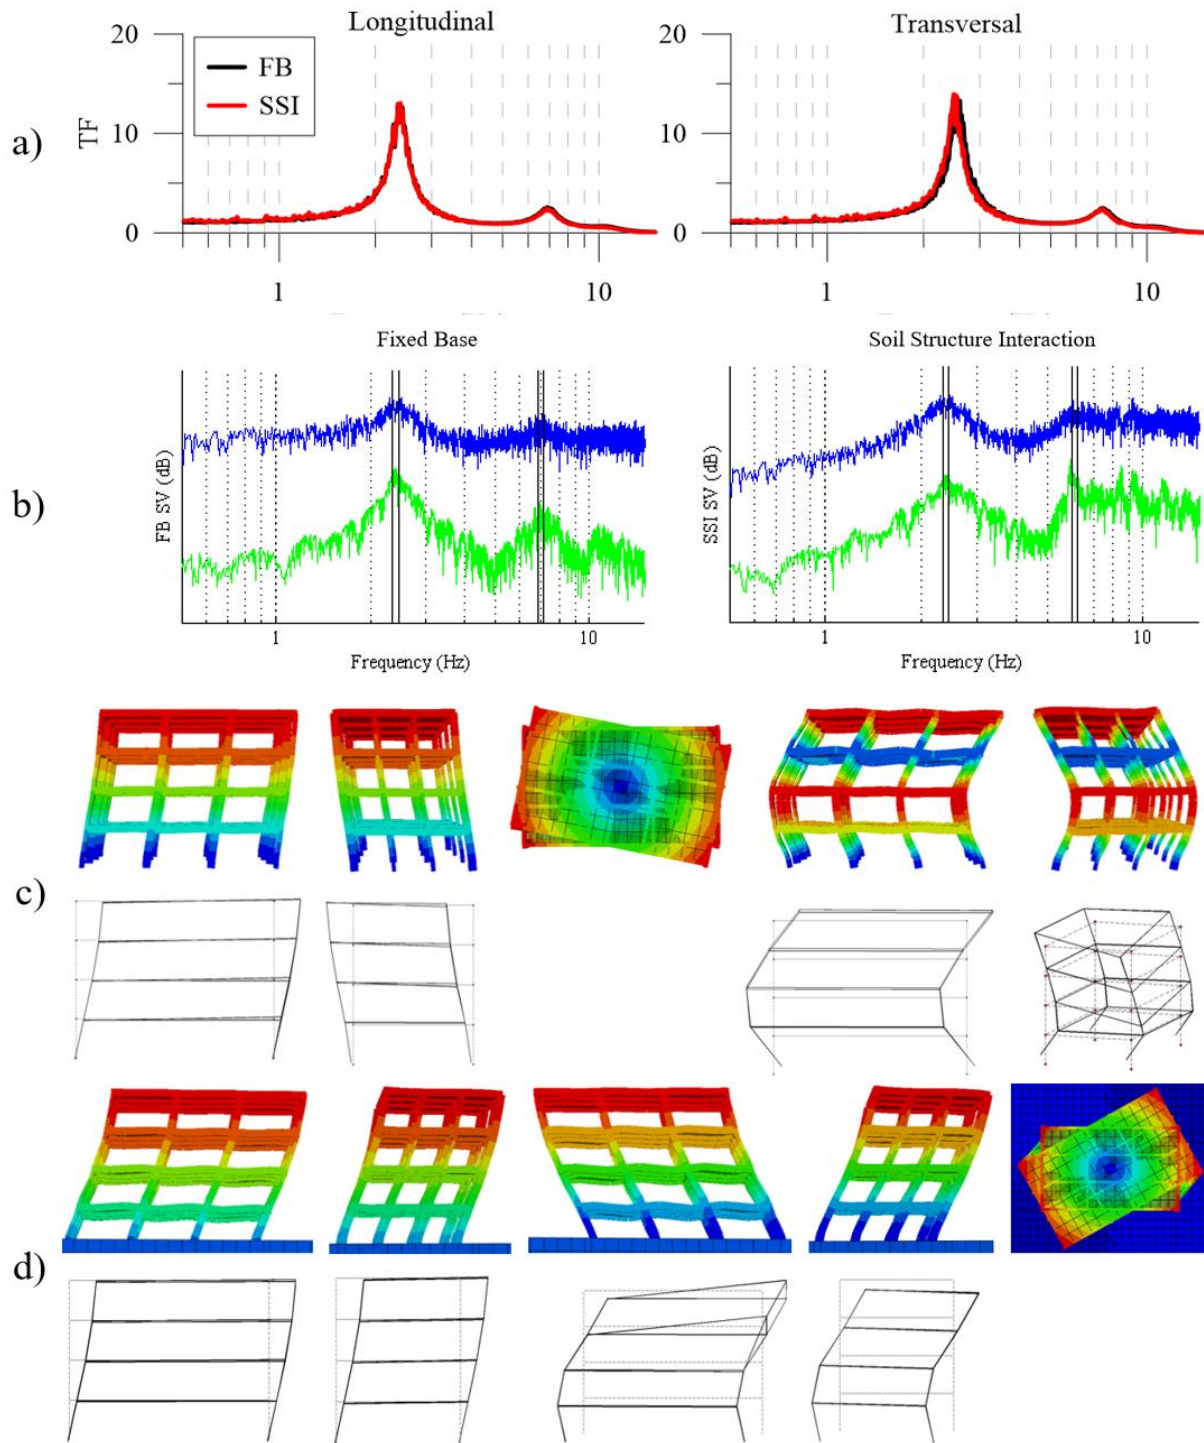 Longitudinal
Transversal
20
20
FB
SSI
a)
TF
10
10
0
0
1
10
1
10
Fixed Base
Soil Structure Interaction
b)
FB SV (dB)
SSI SV (dB)
1
10
1
10
Frequency (Hz)
Frequency (Hz)
c)
d)